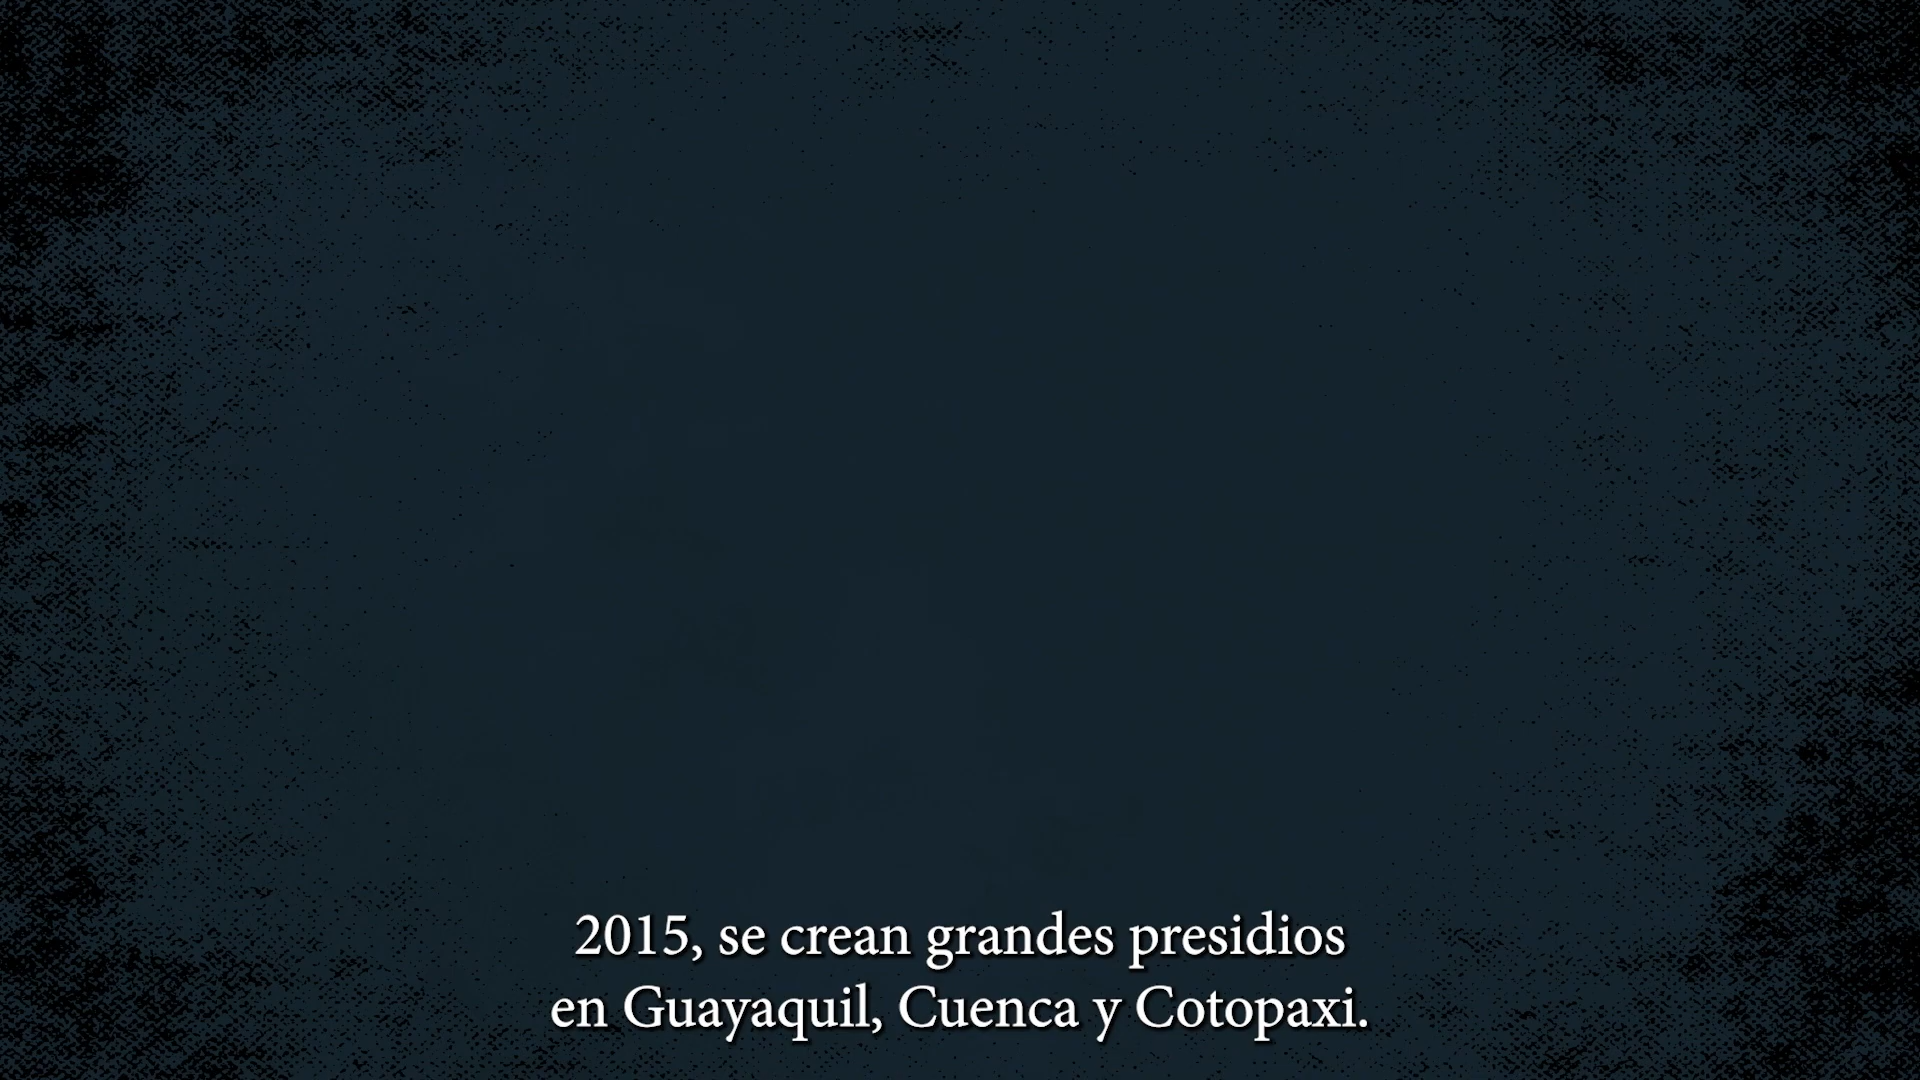 2015, se crean grandes presidios
en Guayaquil, Cuenca y Cotopaxi.